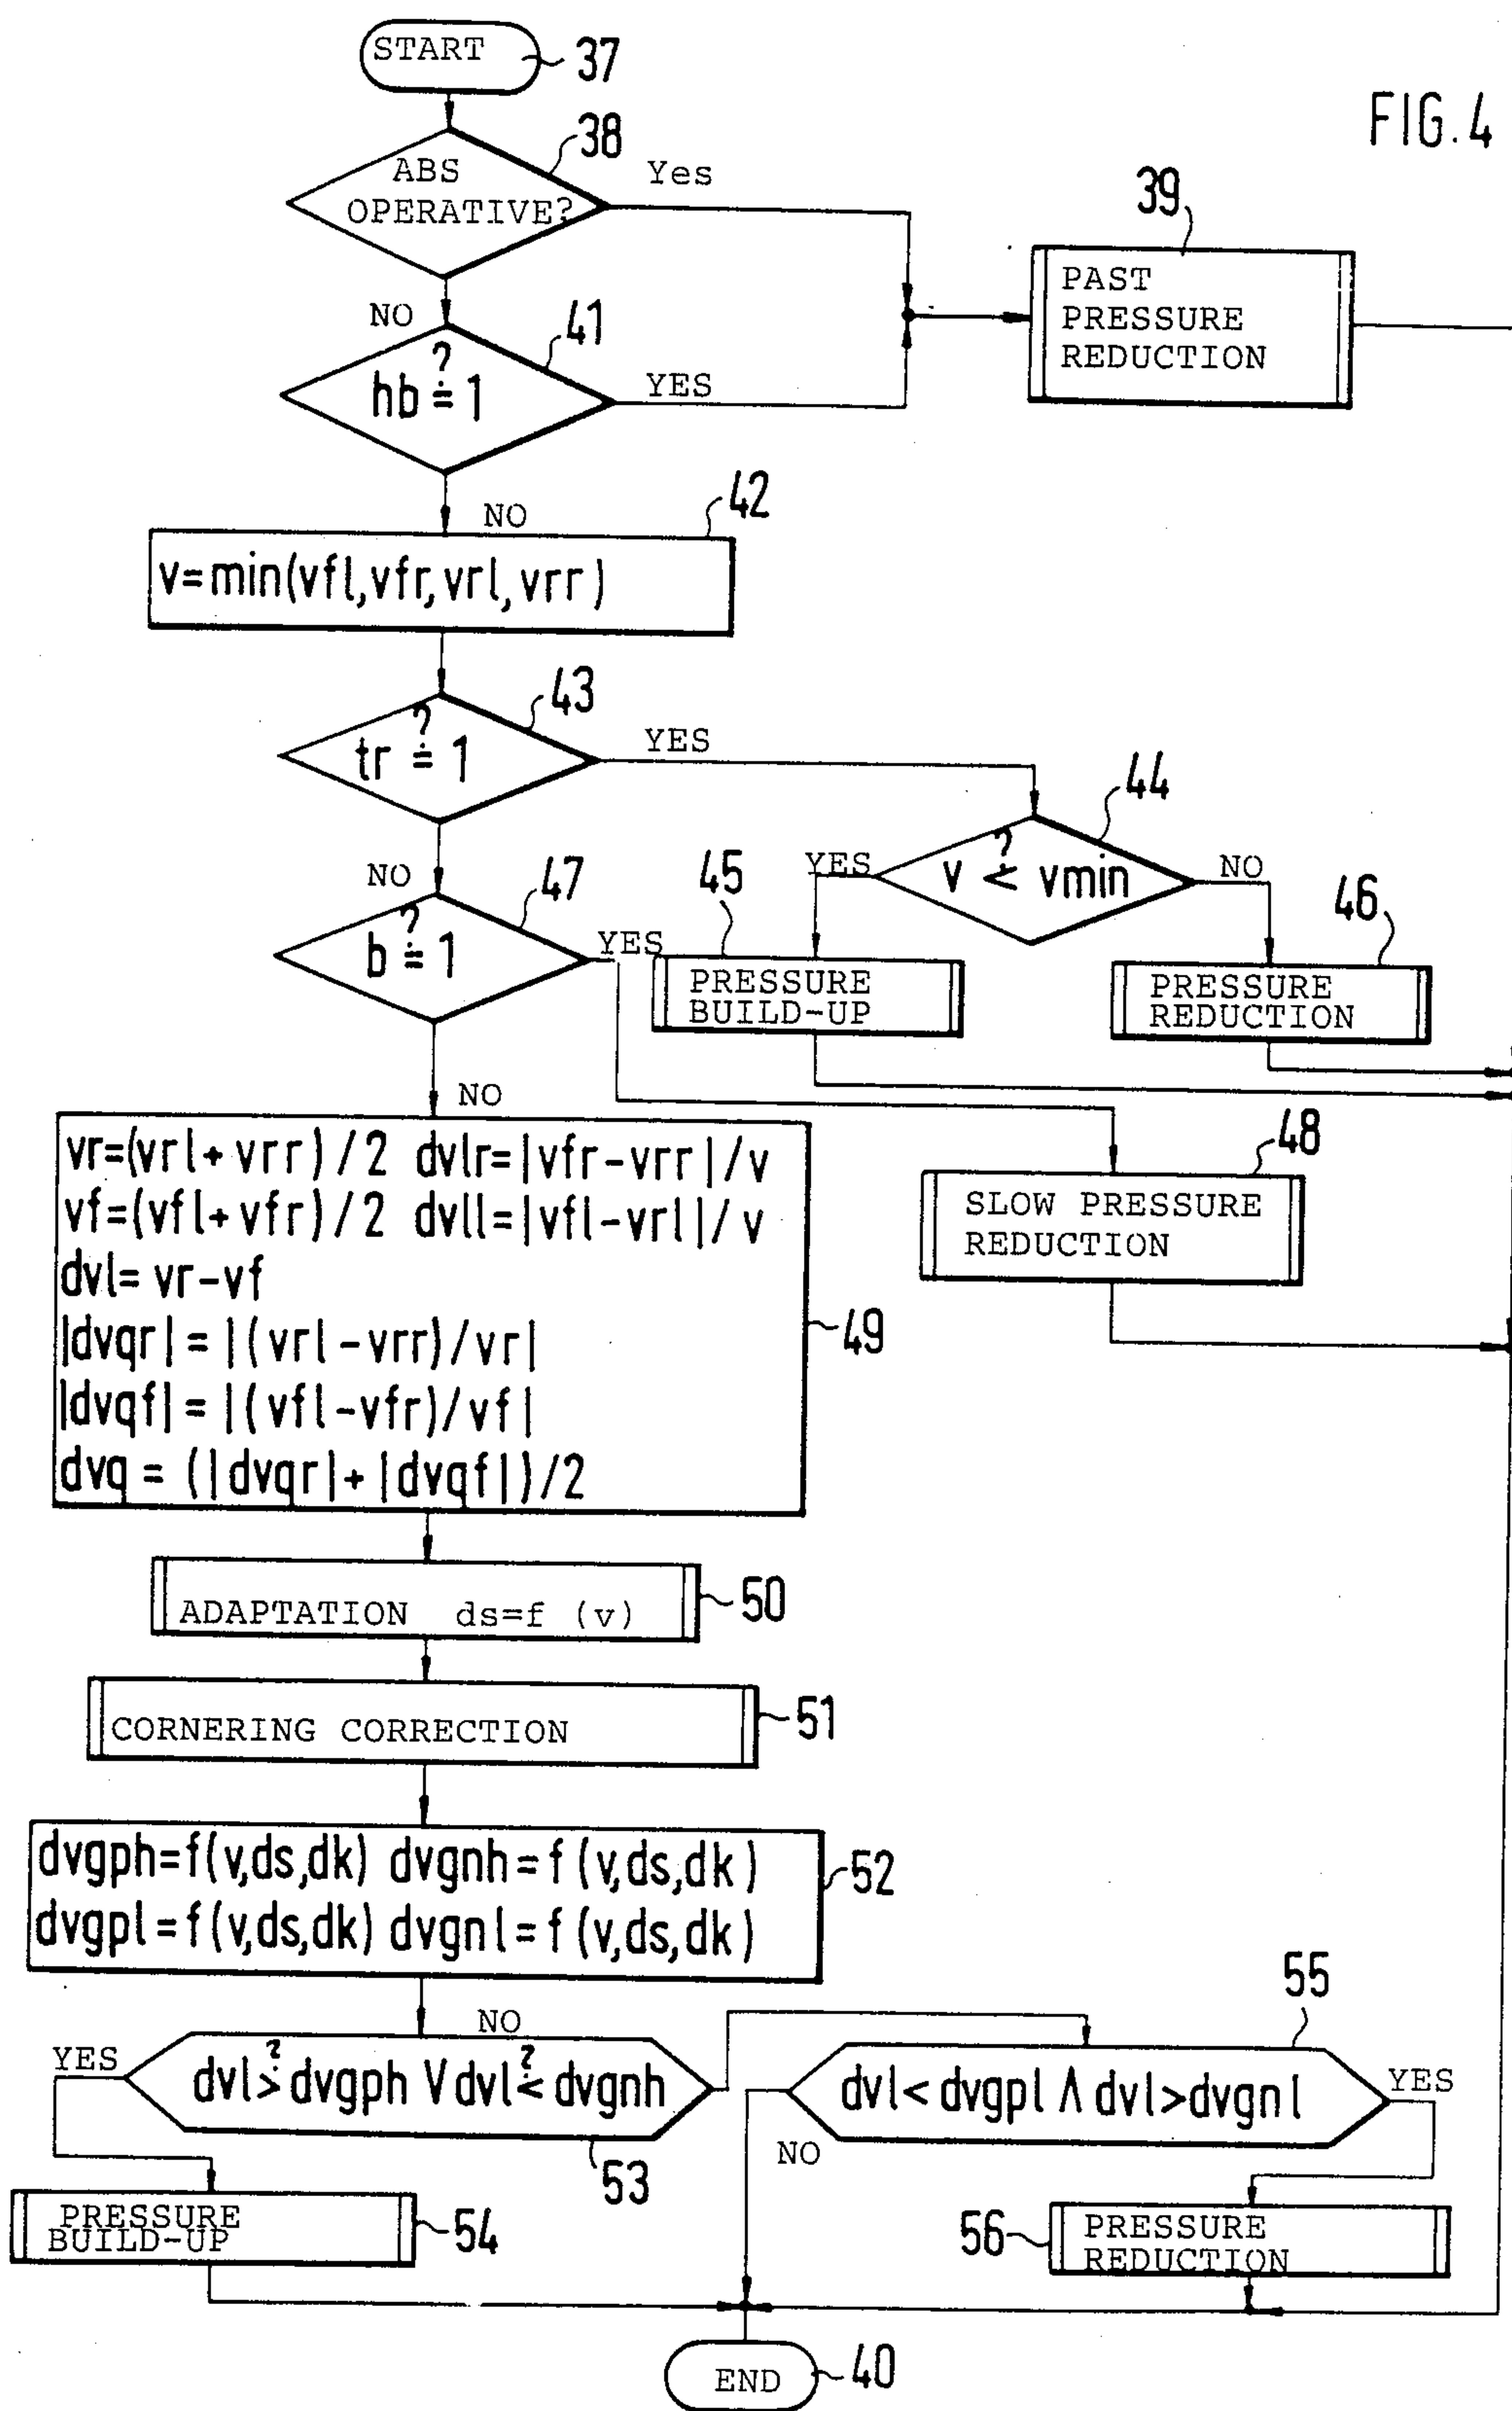 START
37
FIG. 4
38
ABS
OPERATIVE?
Yes
39
PAST
PRESSURE
REDUCTION
NO
41
hb ≟ 1
YES
NO
42
v=min(vfl,vfr,vrl,vrr)
43
tr ≟ 1
YES
44
v <? vmin
YES
NO
NO
47
b ≟ 1
YES
45
PRESSURE
BUILD-UP
46
PRESSURE
REDUCTION
NO
vr=(vrl+vrr)/2 dvlr=|vfr-vrr|/v
vf=(vfl+vfr)/2 dvll=|vfl-vrl|/v
dvl=vr-vf
|dvqr|=|(vrl-vrr)/vr|
|dvqf|=|(vfl-vfr)/vf|
dvq=(|dvqr|+|dvqf|)/2
49
48
SLOW PRESSURE
REDUCTION
ADAPTATION ds=f (v)
50
CORNERING CORRECTION
51
dvgph=f(v,ds,dk) dvgnh=f(v,ds,dk)
dvgpl=f(v,ds,dk) dvgnl=f(v,ds,dk)
52
NO
YES
dvl >? dvgph V dvl <? dvgnh
53
55
dvl<dvgpl Λ dvl>dvgnl
YES
NO
PRESSURE
BUILD-UP
54
56
PRESSURE
REDUCTION
END
40